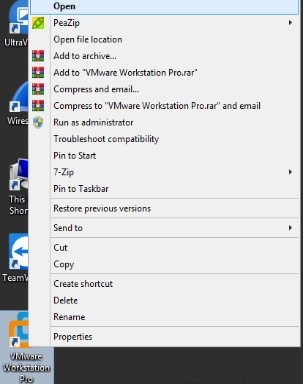 Open
PeaZip
Open file location
Add to archive...
Add to "VMware Workstation Pro.rar"
Compress and email...
Compress to "VMware Workstation Pro.rar" and email
Run as administrator
Troubleshoot compatibility
Pin to Start
7-Zip
Pin to Taskbar
Restore previous versions
Send to
Cut
Copy
Create shortcut
Delete
Rename
Properties
UltraV
Wires
This
Shor
TeamV
VMware
Workstation
Pro